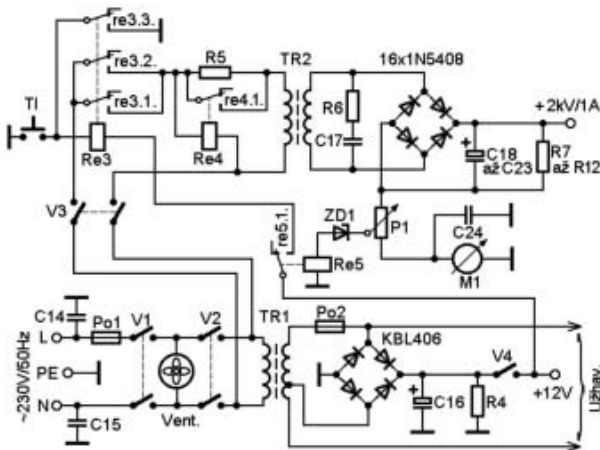 re3.3.
re3.2.
re3.1.
TI
Re3
R5
re4.1.
Re4
TR2
16x1N5408
R6
C17
+2kV/1A
+
C18
až C23
R7
až R12
V3
re5.1.
ZD1
P1
C24
Re5
M1
C14
Po1
V1
V2
TR1
Po2
KBL406
V4
L
PE
N
~230V/50Hz
C15
Vent.
+
C16
R4
+12V
Užhav.